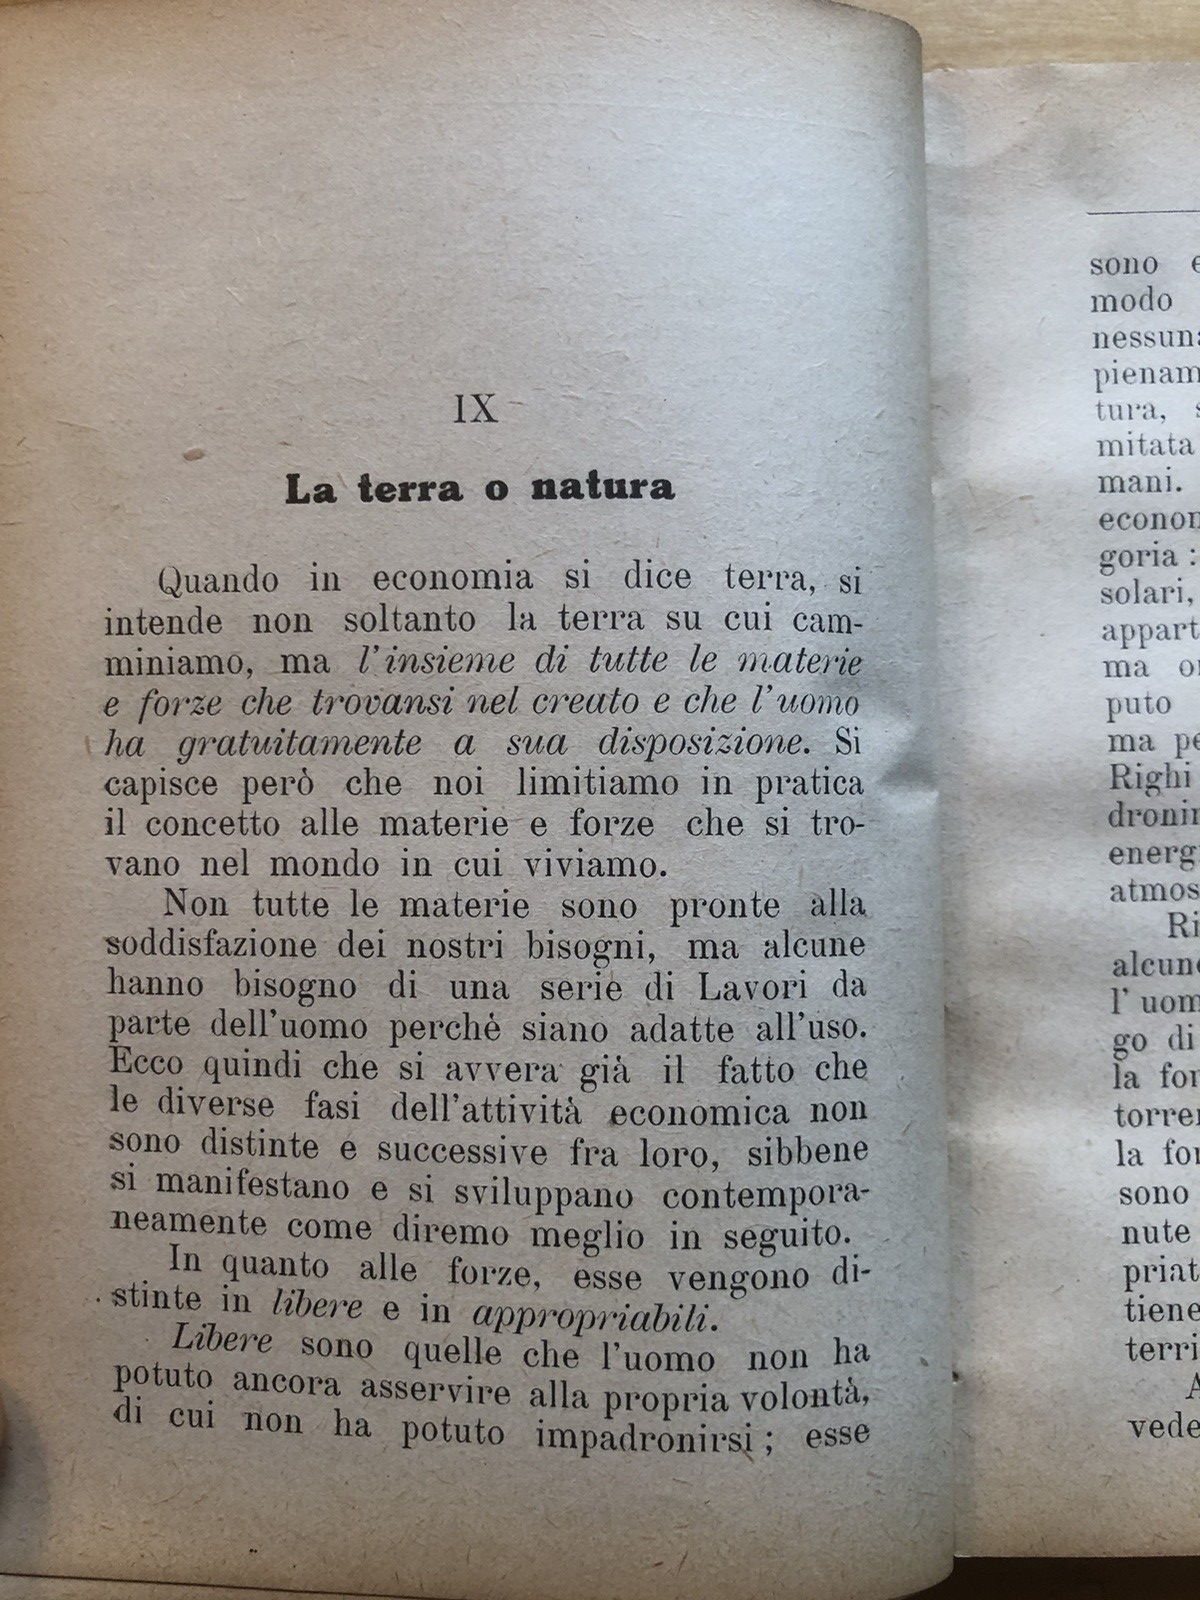 IX
La terra o natura
Quando in economia si dice terra, si
intende non soltanto la terra su cui cam-
miniamo, ma l'insieme di tutte le materie
e forze che trovansi nel creato e che l'uomo
ha gratuitamente a sua disposizione. Si
capisce però che noi limitiamo in pratica
il concetto alle materie e forze che si tro-
vano nel mondo in cui viviamo.
Non tutte le materie sono pronte alla
soddisfazione dei nostri bisogni, ma alcune
hanno bisogno di una serie di Lavori da
parte dell'uomo perchè siano adatte all'uso.
Ecco quindi che si avvera già il fatto che
le diverse fasi dell'attività economica non
sono distinte e successive fra loro, sibbene
si manifestano e si sviluppano contempora-
neamente come diremo meglio in seguito.
In quanto alle forze, esse vengono di-
stinte in libere e in appropriabili.
Libere sono quelle che l'uomo non ha
potuto ancora asservire alla propria volontà,
di cui non ha potuto impadronirsi; esse
sono
modo
tura,
mitata
mani.
goria:
solari,
ma
puto
ma
Righi
go di
la
la
sono
nute